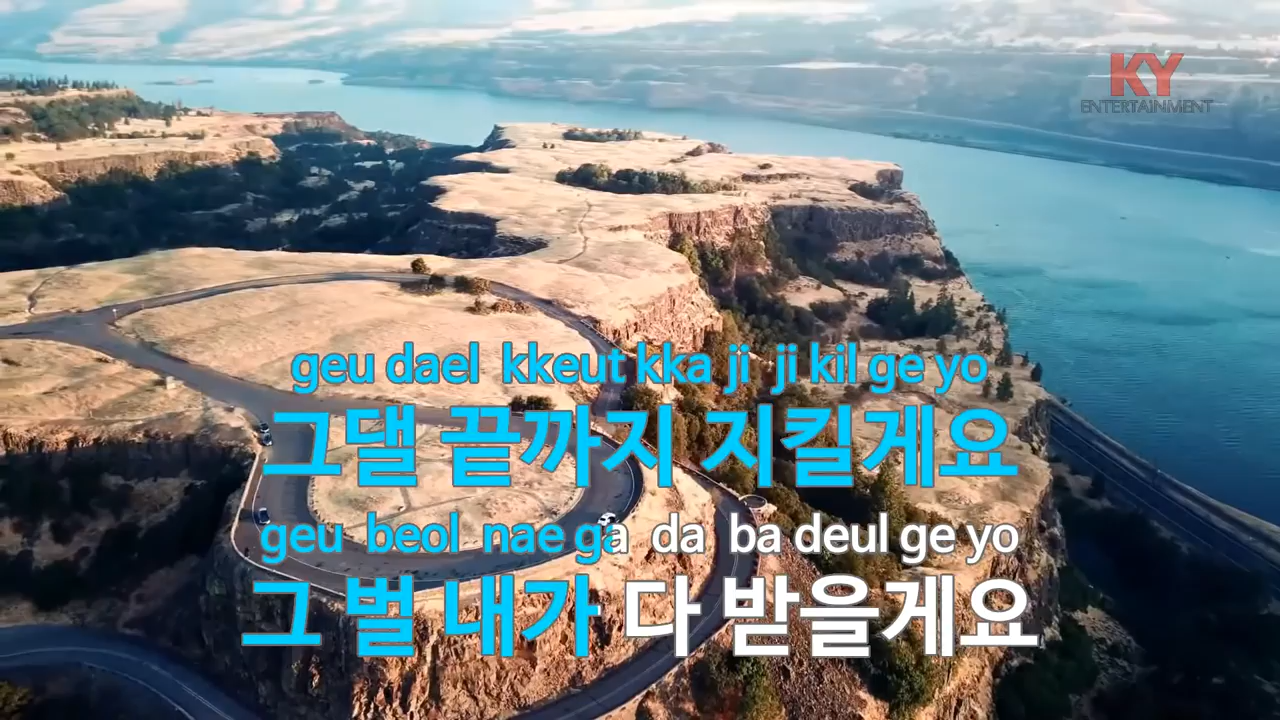 KY
ENTERTAINMENT
geu dael kkeut kka ji ji kil ge yo
그댈 끝까지 지킬게요
geu beol nae ga da ba deul ge yo
그 벌 내가 다 받을게요